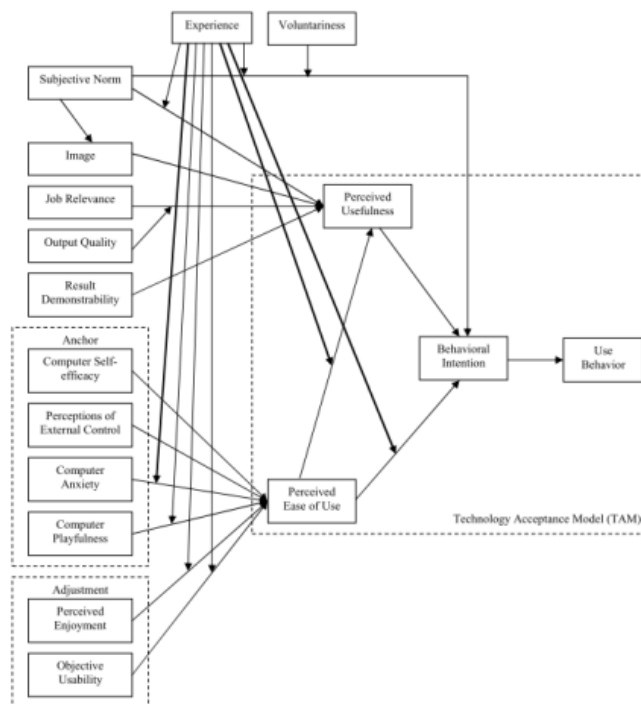 Experience
Voluntariness
Subjective Norm
Image
Job Relevance
Output Quality
Result
Demonstrability
Perceived
Usefulness
Anchor
Computer Self-
efficacy
Perceptions of
External Control
Computer
Anxiety
Computer
Playfulness
Behavioral
Intention
Use
Behavior
Perceived
Ease of Use
Technology Acceptance Model (TAM)
Adjustment
Perceived
Enjoyment
Objective
Usability